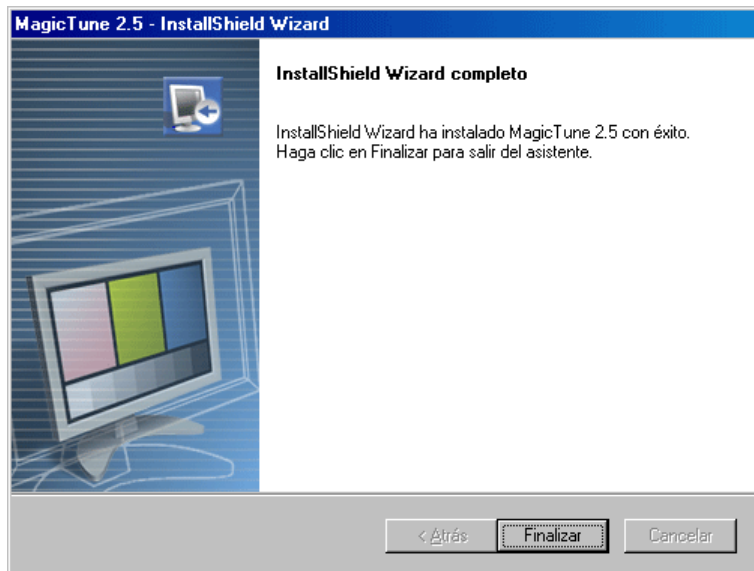 MagicTune 2.5 - InstallShield Wizard
InstallShield Wizard completo
InstallShield Wizard ha instalado MagicTune 2.5 con éxito.
Haga clic en Finalizar para salir del asistente.
< Atrás
Finalizar
Cancelar